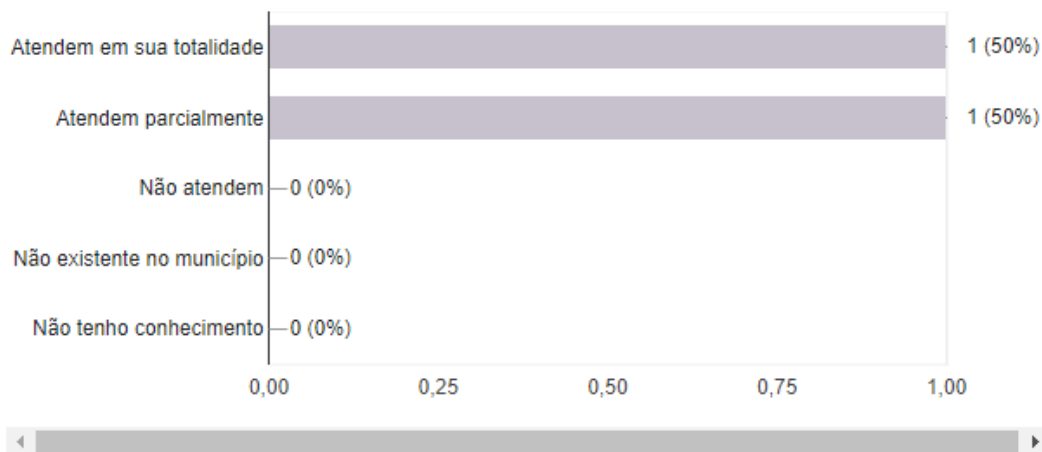 Atendem em sua totalidade 1 (50%)
Atendem parcialmente 1 (50%)
Não atendem 0 (0%)
Não existente no município 0 (0%)
Não tenho conhecimento 0 (0%)
0,00 0,25 0,50 0,75 1,00